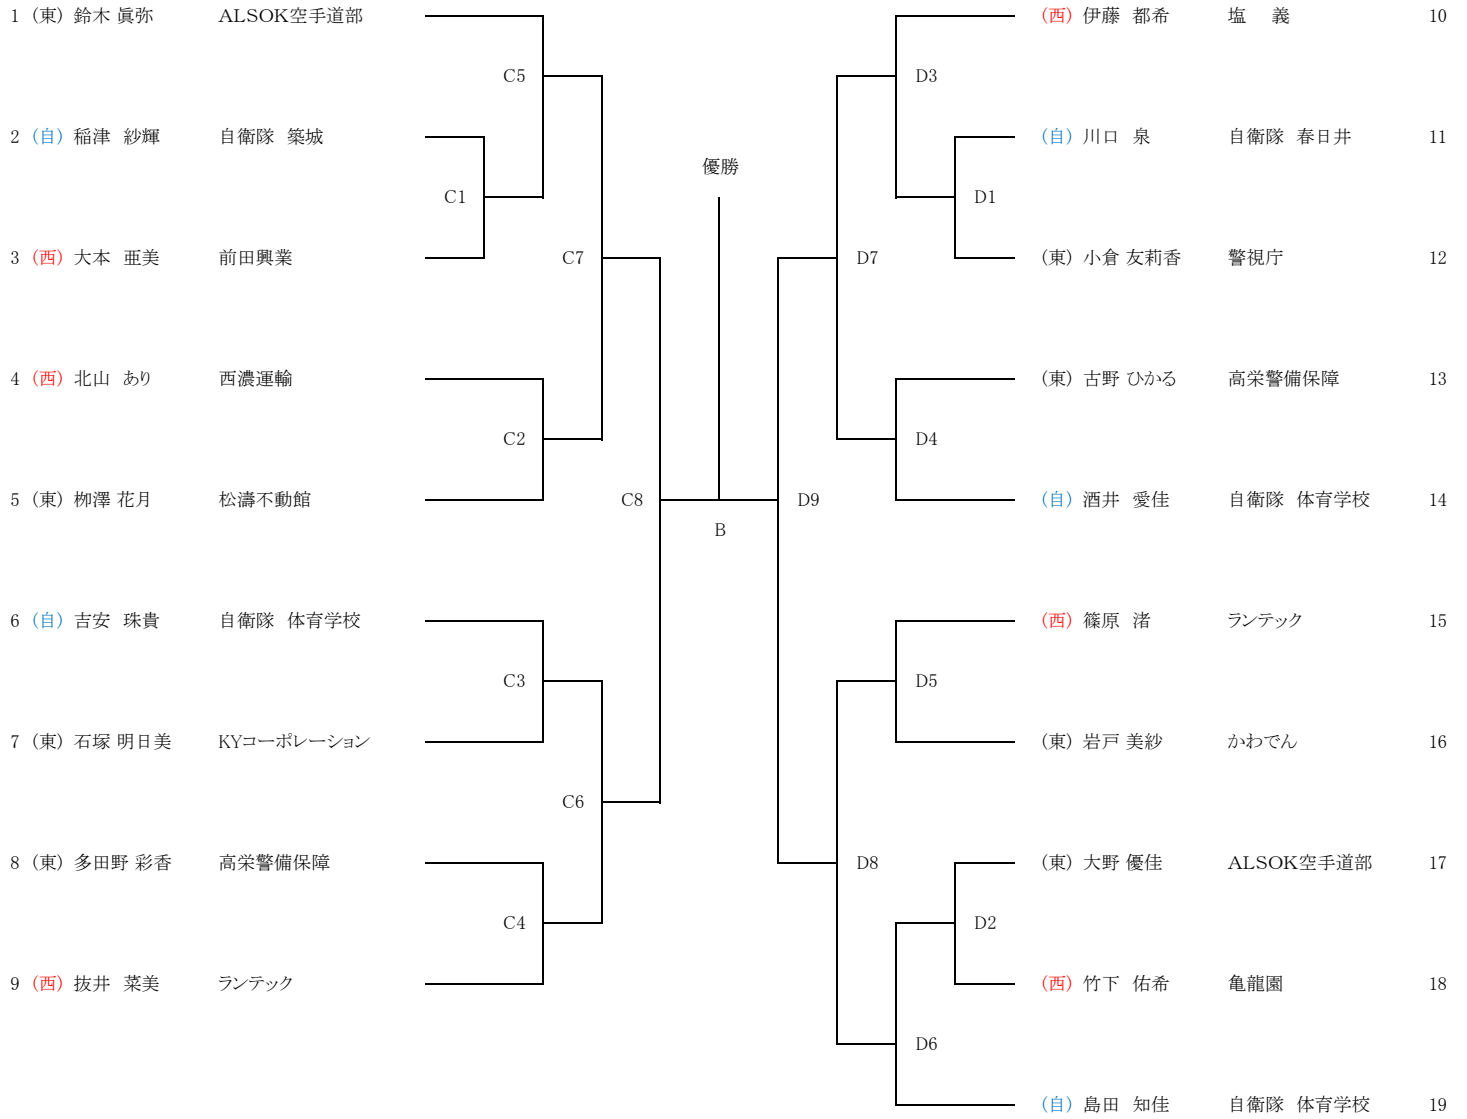 1 (東) 鈴木 眞弥 ALSOK空手道部
C5
2 (自) 稲津 紗輝 自衛隊 築城
C1
3 (西) 大本 亜美 前田興業
C7
4 (西) 北山 あり 西濃運輸
C2
5 (東) 栁澤 花月 松濤不動館
C8
6 (自) 吉安 珠貴 自衛隊 体育学校
C3
7 (東) 石塚 明日美 KYコーポレーション
C6
8 (東) 多田野 彩香 高栄警備保障
C4
9 (西) 抜井 菜美 ランテック
優勝
B
(西) 伊藤 都希 塩 義 10
D3
(自) 川口 泉 自衛隊 春日井 11
D1
(東) 小倉 友莉香 警視庁 12
D7
(東) 古野 ひかる 高栄警備保障 13
D4
(自) 酒井 愛佳 自衛隊 体育学校 14
D9
(西) 篠原 渚 ランテック 15
D5
(東) 岩戸 美紗 かわでん 16
D8
(東) 大野 優佳 ALSOK空手道部 17
D2
(西) 竹下 佑希 亀龍園 18
D6
(自) 島田 知佳 自衛隊 体育学校 19